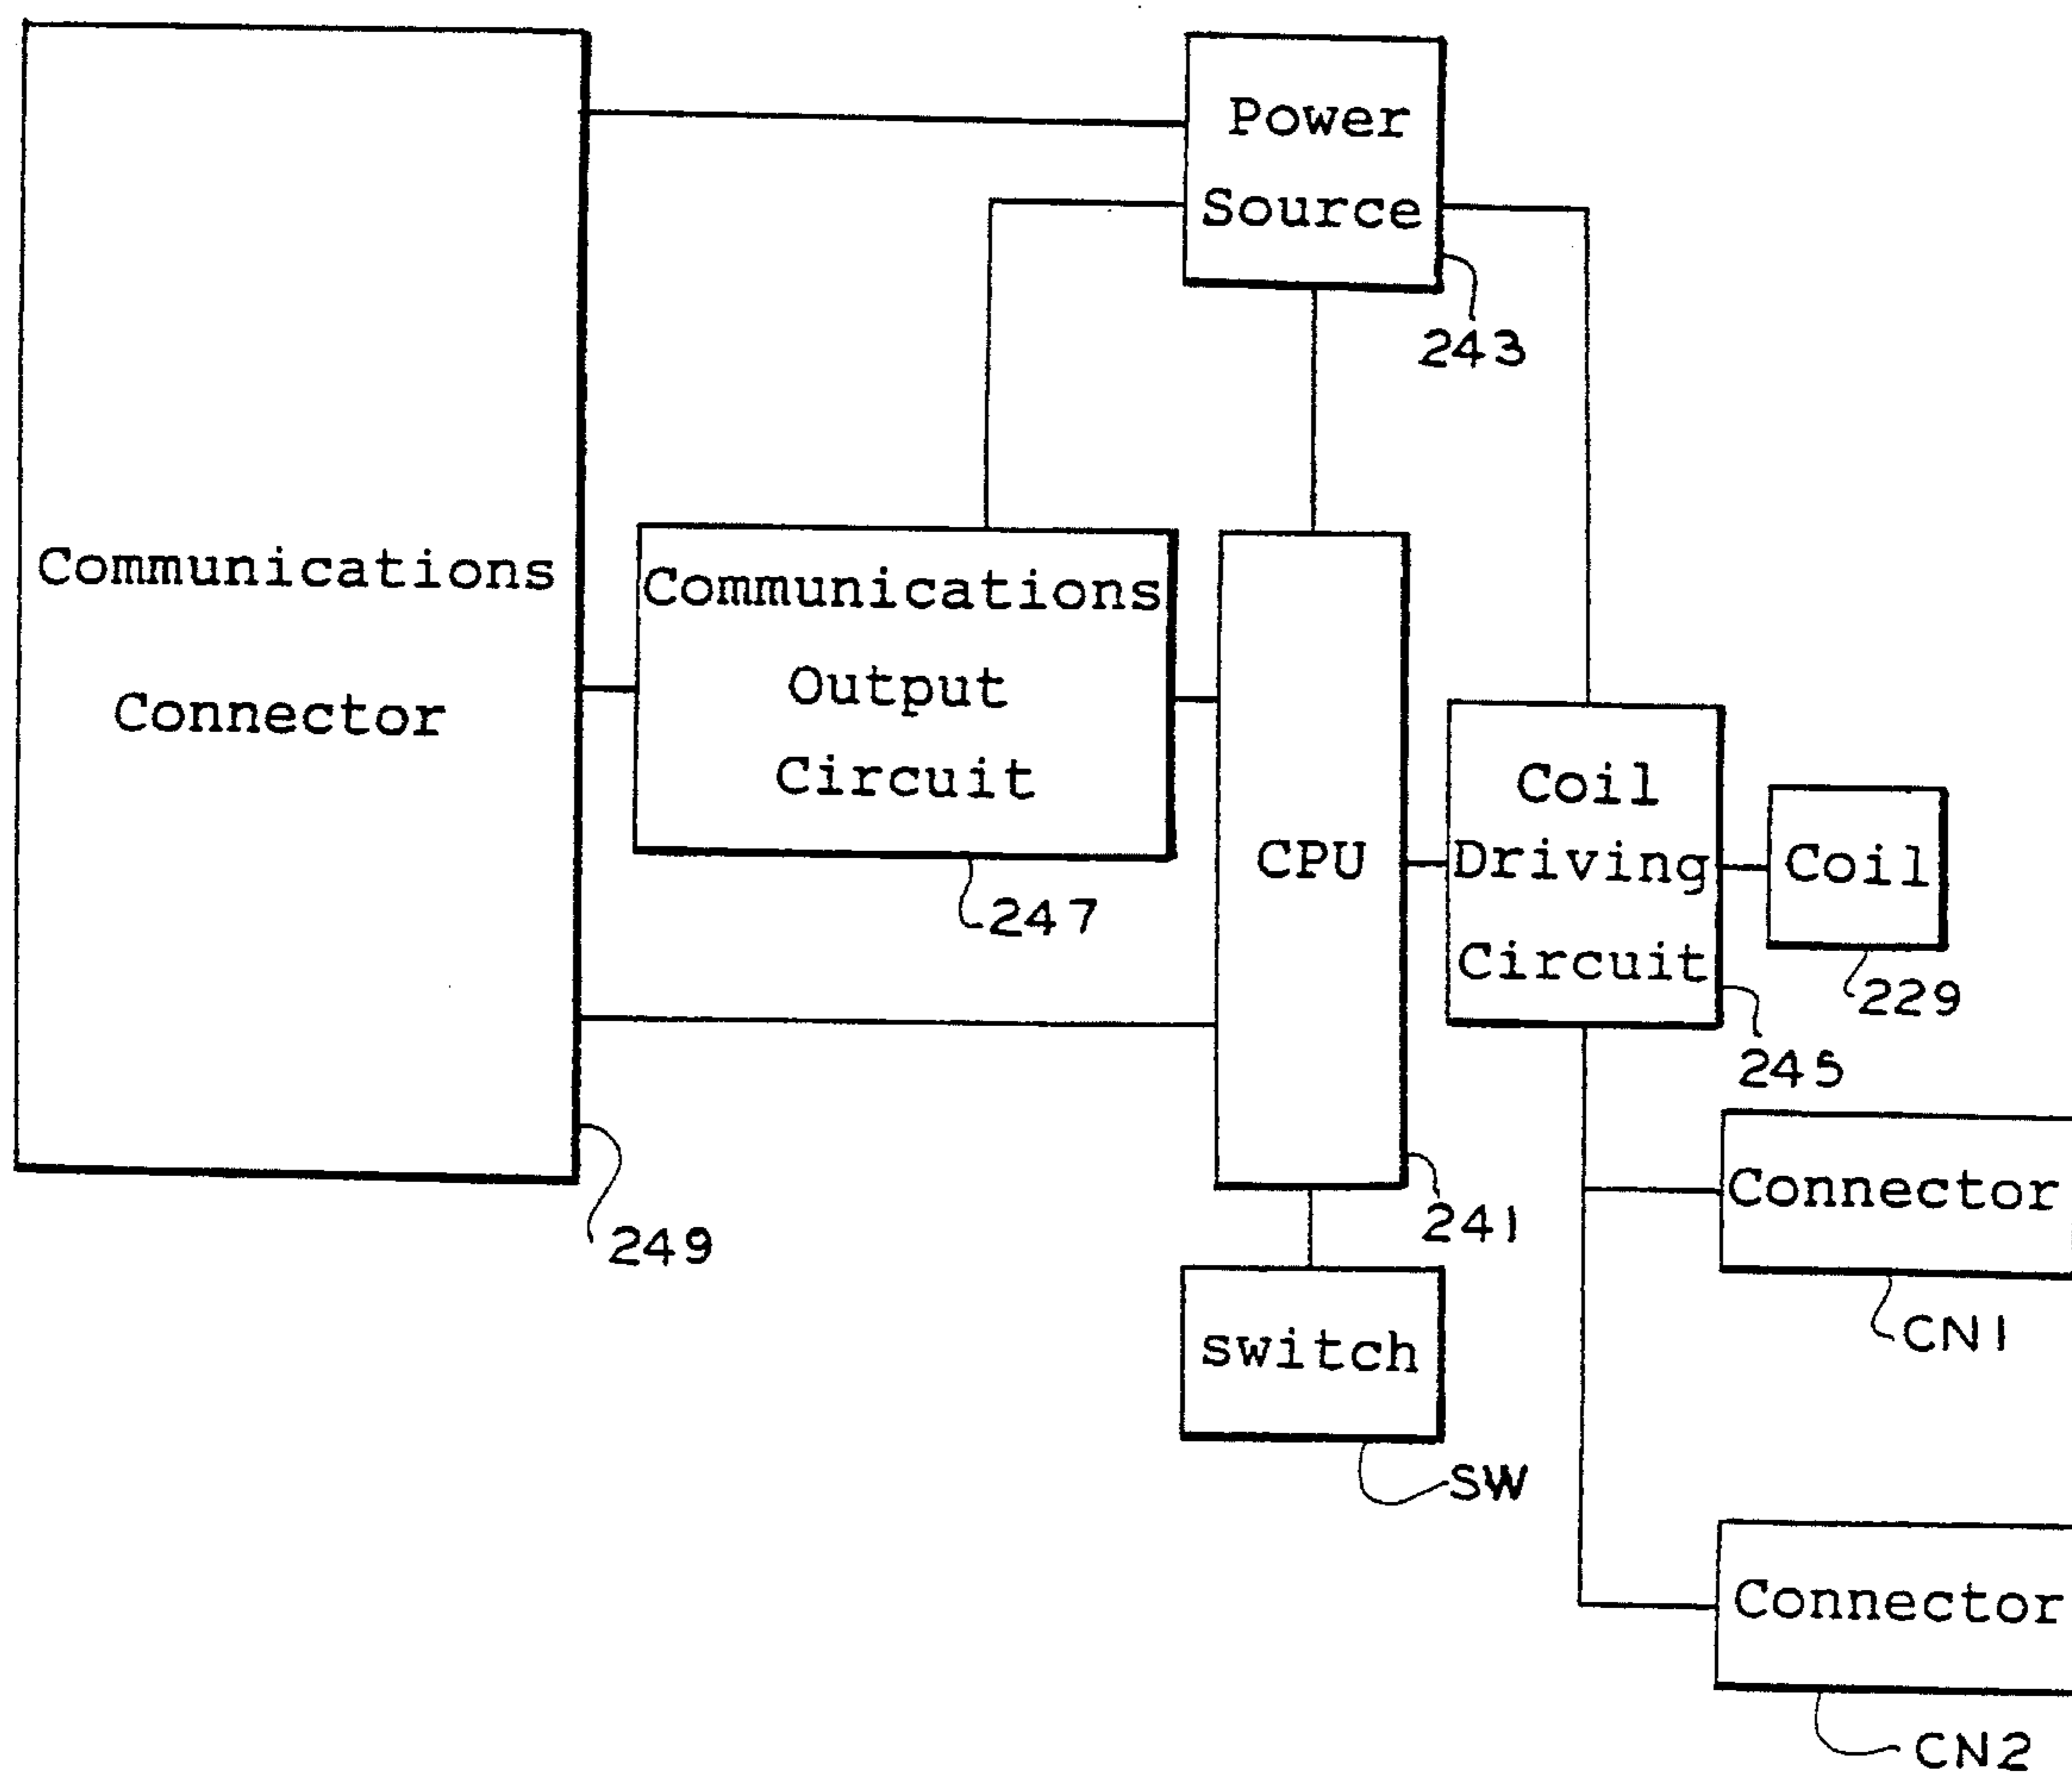 Power
Source
243
Communications
Connector
249
Communications
Output
Circuit
247
CPU
241
Coil
Driving
Circuit
245
Coil
229
Connector
CN1
switch
SW
Connector
CN2